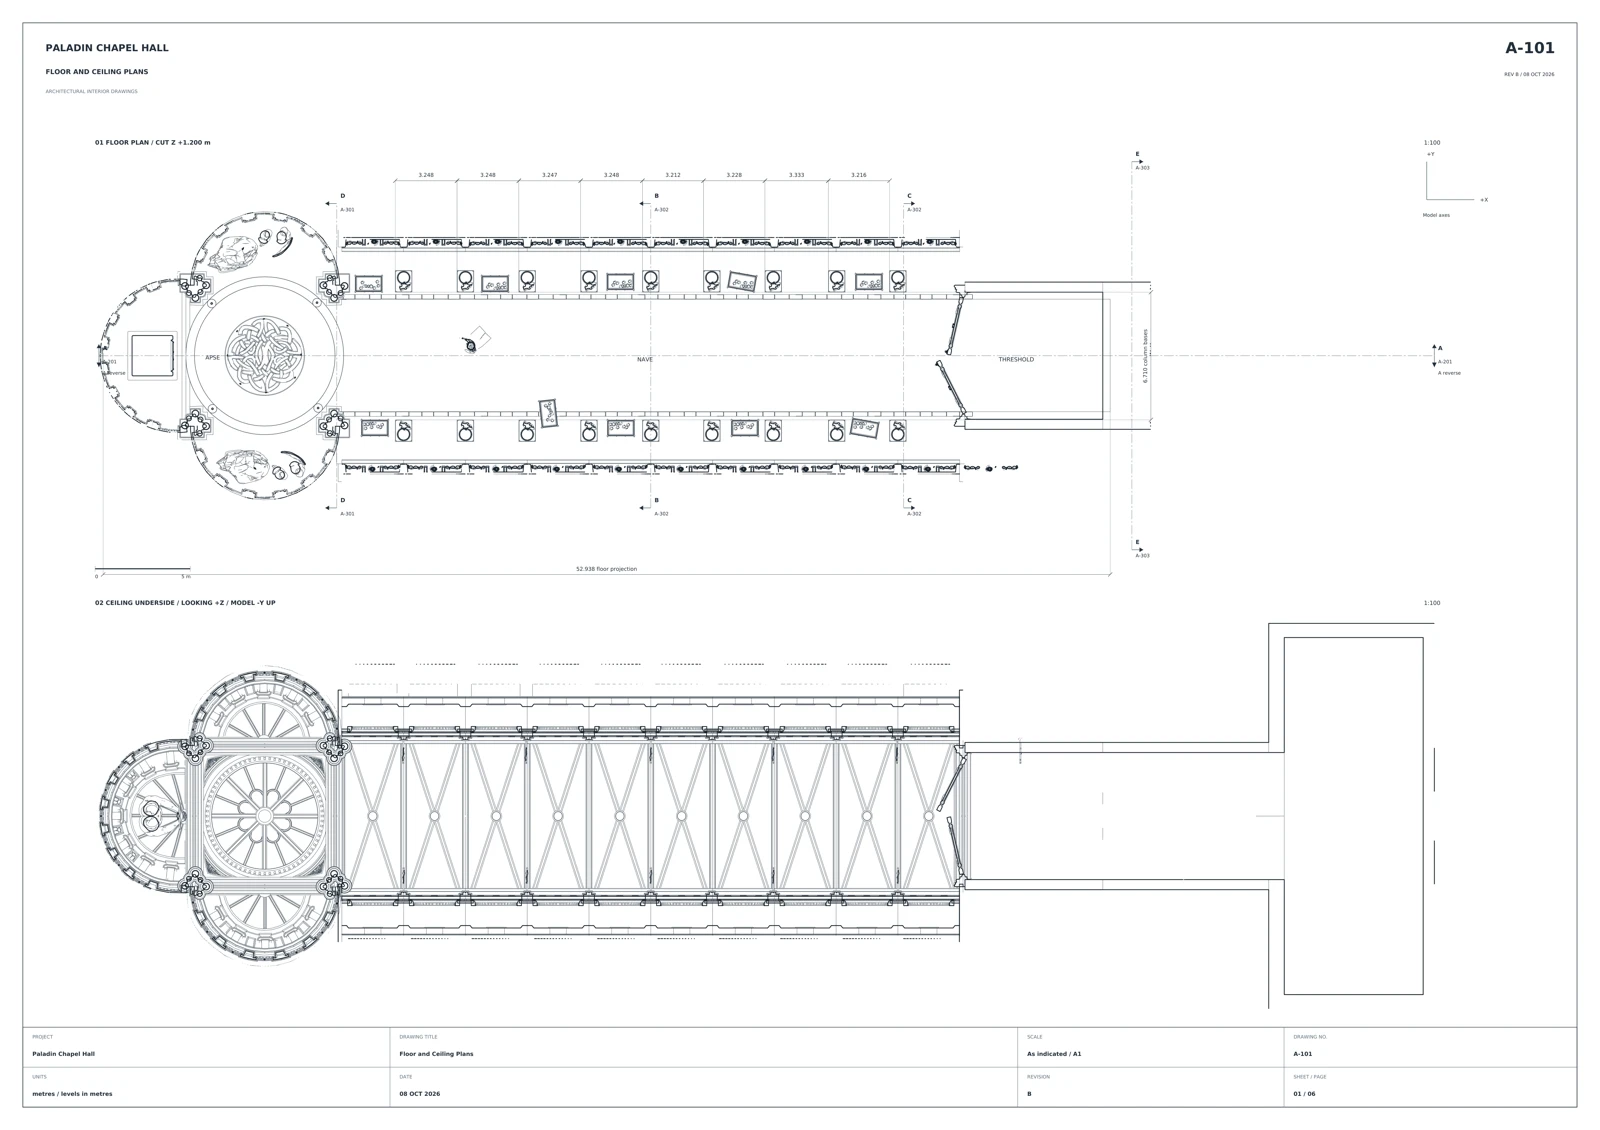 PALADIN CHAPEL HALL
A-101
FLOOR AND CEILING PLANS
REV B / 08 OCT 2026
ARCHITECTURAL INTERIOR DRAWINGS
01 FLOOR PLAN / CUT Z +1.200 m
1:100
+Y
+X
Model axes
E
A-303
3.248
3.248
3.247
3.248
3.212
3.228
3.333
3.216
D
A-301
B
A-302
C
A-302
APSE
NAVE
THRESHOLD
6.710 column bases
A-201
A reverse
A
A-201
A reverse
D
A-301
B
A-302
C
A-302
E
A-303
0
5 m
52.938 floor projection
02 CEILING UNDERSIDE / LOOKING +Z / MODEL -Y UP
1:100
PROJECT
Paladin Chapel Hall
DRAWING TITLE
Floor and Ceiling Plans
SCALE
As indicated / A1
DRAWING NO.
A-101
UNITS
metres / levels in metres
DATE
08 OCT 2026
REVISION
B
SHEET / PAGE
01 / 06